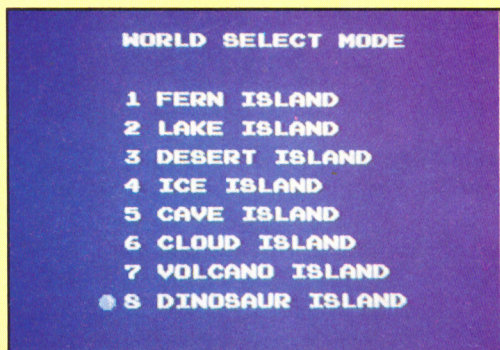 WORLD SELECT MODE
1 FERN ISLAND
2 LAKE ISLAND
3 DESERT ISLAND
4 ICE ISLAND
5 CAVE ISLAND
6 CLOUD ISLAND
7 VOLCANO ISLAND
8 DINOSAUR ISLAND